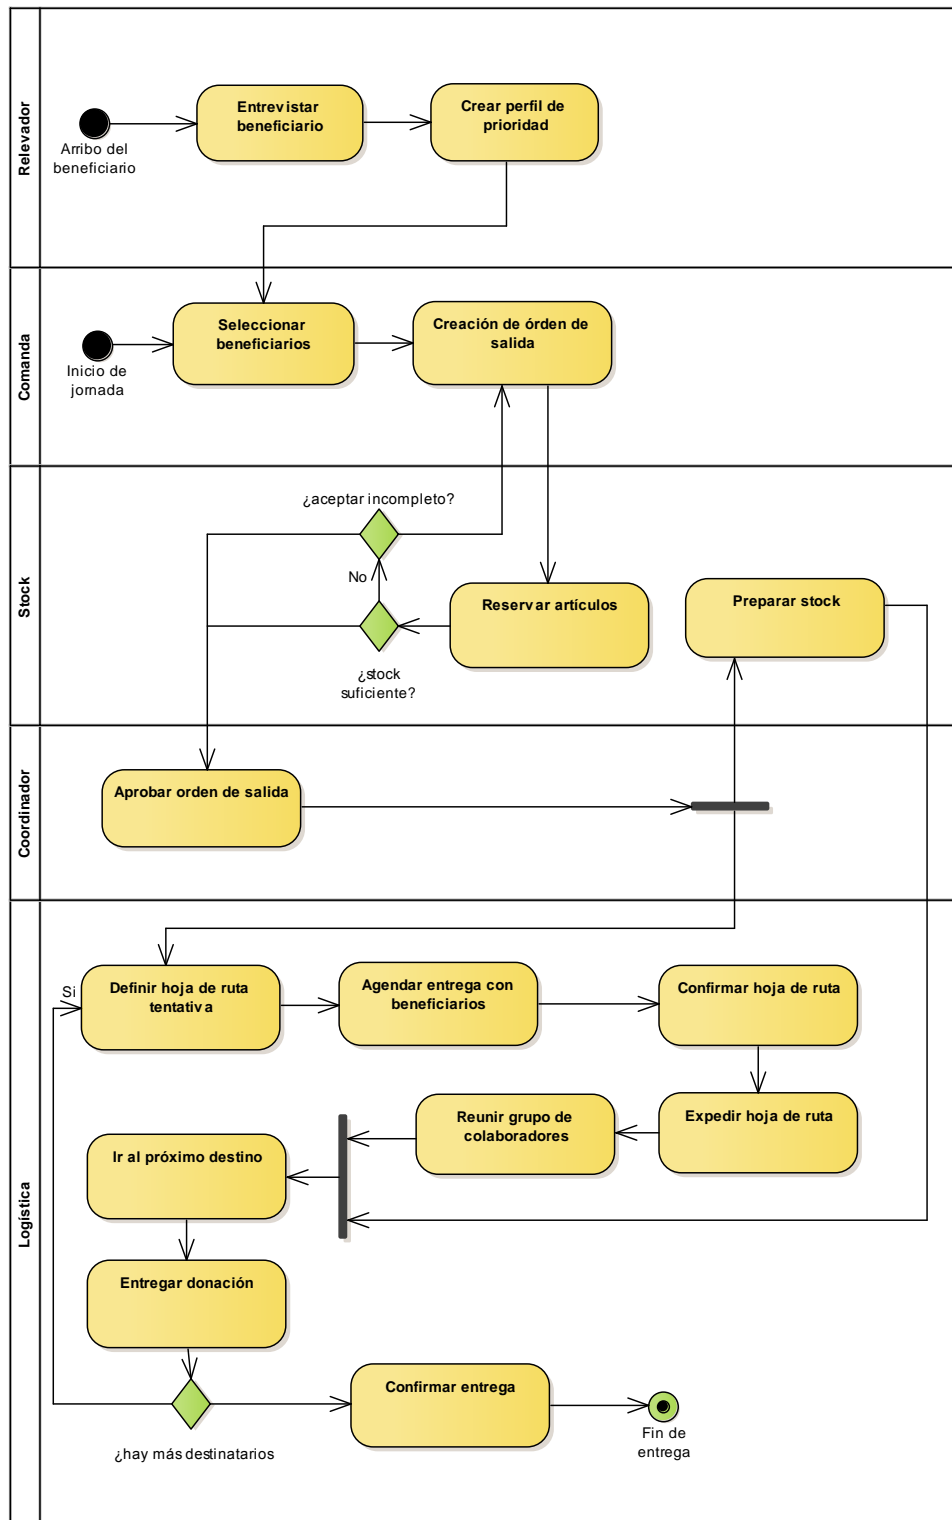 Relevador
Arribo del
beneficiario
Entrevistar
beneficiario
Crear perfil de
prioridad
Comanda
Inicio de
jornada
Seleccionar
beneficiarios
Creación de órden de
salida
Stock
¿aceptar incompleto?
No
¿stock
suficiente?
Reservar artículos
Preparar stock
Coordinador
Aprobar orden de salida
Logística
Si
Definir hoja de ruta
tentativa
Agendar entrega con
beneficiarios
Confirmar hoja de ruta
Expedir hoja de ruta
Reunir grupo de
colaboradores
Ir al próximo destino
Entregar donación
¿hay más destinatarios
Confirmar entrega
Fin de
entrega